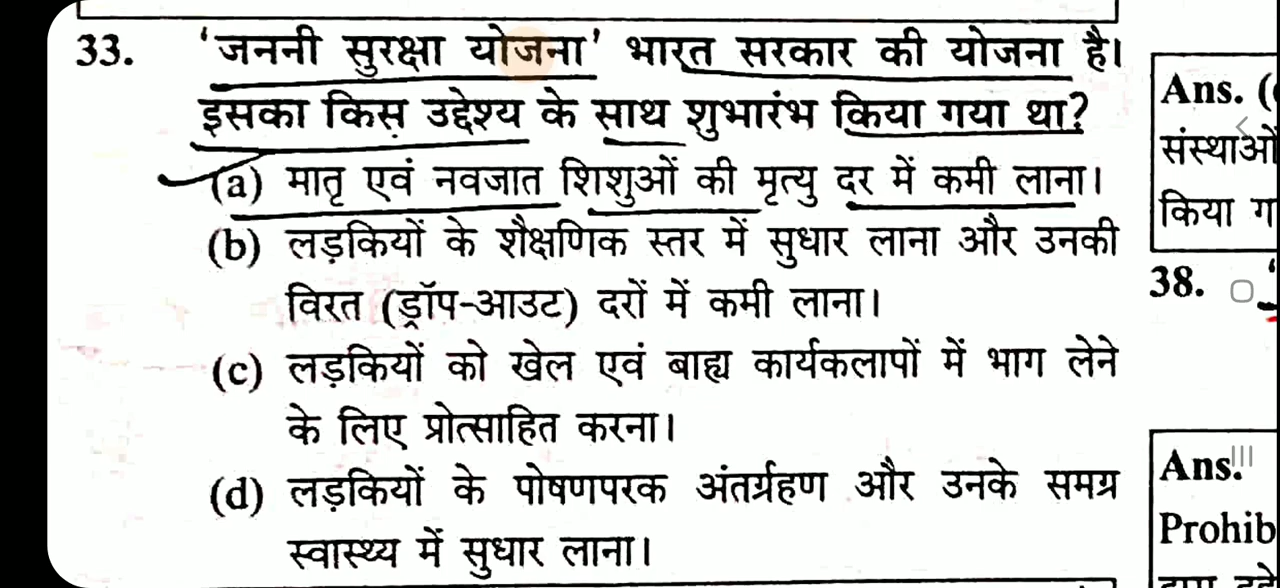 33. 'जननी सुरक्षा योजना' भारत सरकार की योजना है।
इसका किस उद्देश्य के साथ शुभारंभ किया गया था?
(a) मातृ एवं नवजात शिशुओं की मृत्यु दर में कमी लाना।
(b) लड़कियों के शैक्षणिक स्तर में सुधार लाना और उनकी
विरत (ड्रॉप-आउट) दरों में कमी लाना।
(c) लड़कियों को खेल एवं बाह्य कार्यकलापों में भाग लेने
के लिए प्रोत्साहित करना।
(d) लड़कियों के पोषणपरक अंतर्ग्रहण और उनके समग्र
स्वास्थ्य में सुधार लाना।
Ans. (
संस्थाओं
किया ग
38.
Ans.
Prohib